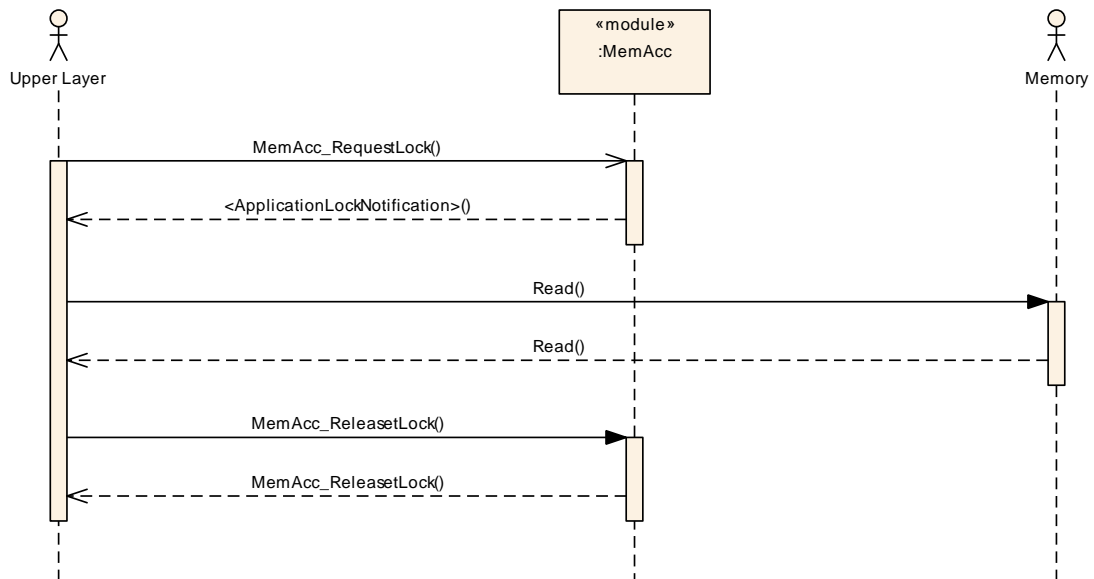 «module»
:MemAcc
Upper Layer
Memory
MemAcc_RequestLock()
<ApplicationLockNotification>()
Read()
Read()
MemAcc_ReleasetLock()
MemAcc_ReleasetLock()